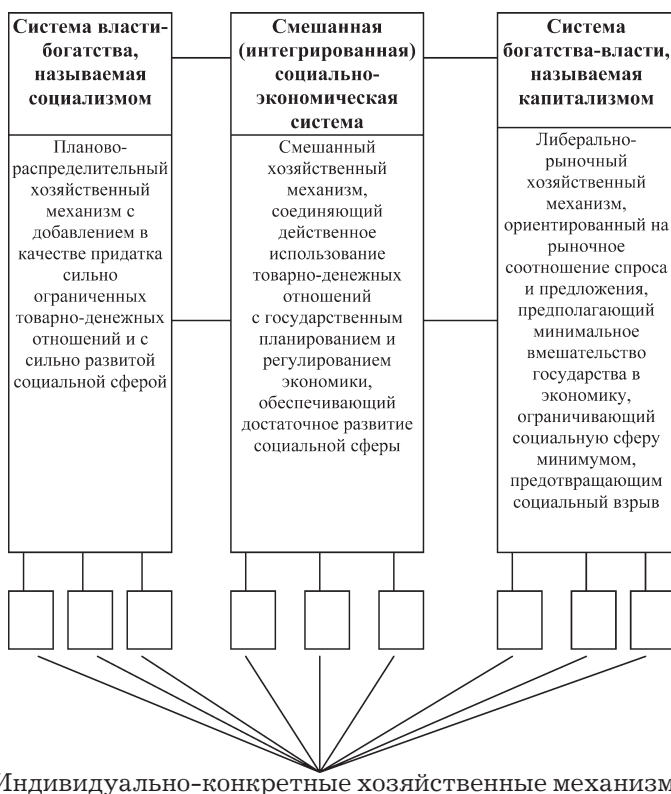 Система власти-
богатства,
называемая
социализмом
Планово-
распределительный
хозяйственный
механизм с
добавлением в
качестве придатка
сильно
ограниченных
товарно-денежных
отношений и с
сильно развитой
социальной сферой
Смешанная
(интегрированная)
социально-
экономическая
система
Смешанный
хозяйственный
механизм,
соединяющий
действенное
использование
товарно-денежных
отношений
с государственным
планированием и
регулированием
экономики,
обеспечивающий
достаточное развитие
социальной сферы
Система
богатства-власти,
называемая
капитализмом
Либерально-
рыночный
хозяйственный
механизм,
ориентированный на
рыночное
соотношение спроса
и предложения,
предполагающий
минимальное
вмешательство
государства в
экономику,
ограничивающий
социальную сферу
минимумом,
предотвращающим
социальный взрыв
Индивидуально-конкретные хозяйственные механизм